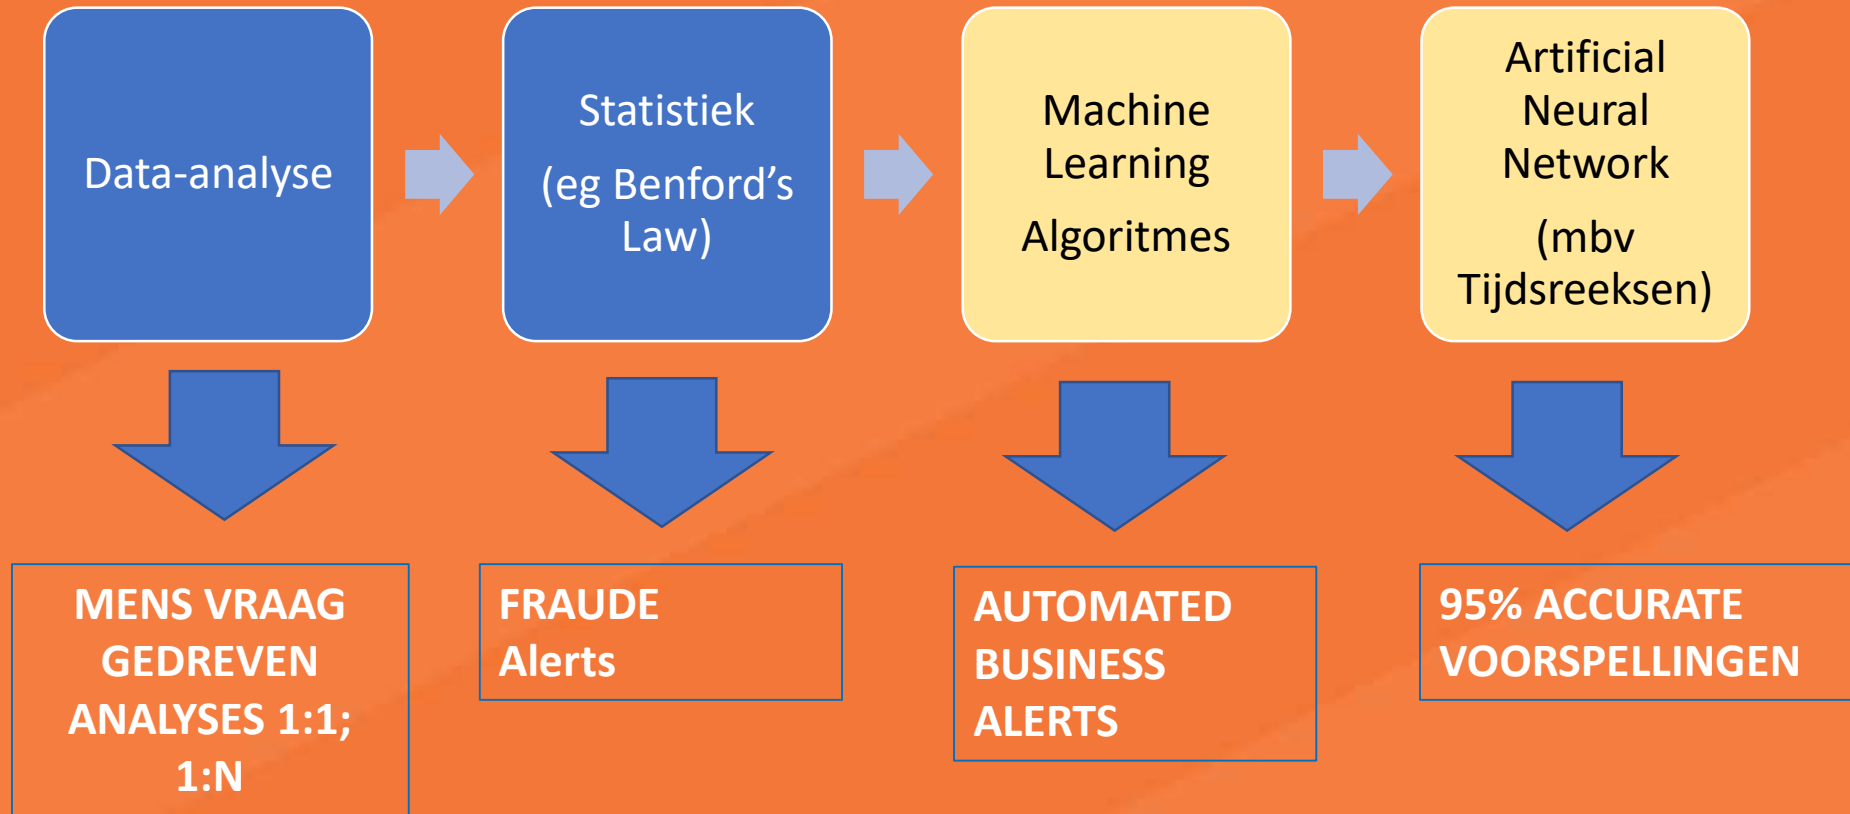 Data-analyse
Statistiek
(eg Benford's
Law)
Machine
Learning
Algoritmes
Artificial
Neural
Network
(mbv
Tijdsreeksen)
MENS VRAAG
GEDREVEN
ANALYSES 1:1;
1:N
FRAUDE
Alerts
AUTOMATED
BUSINESS
ALERTS
95% ACCURATE
VOORSPELLINGEN